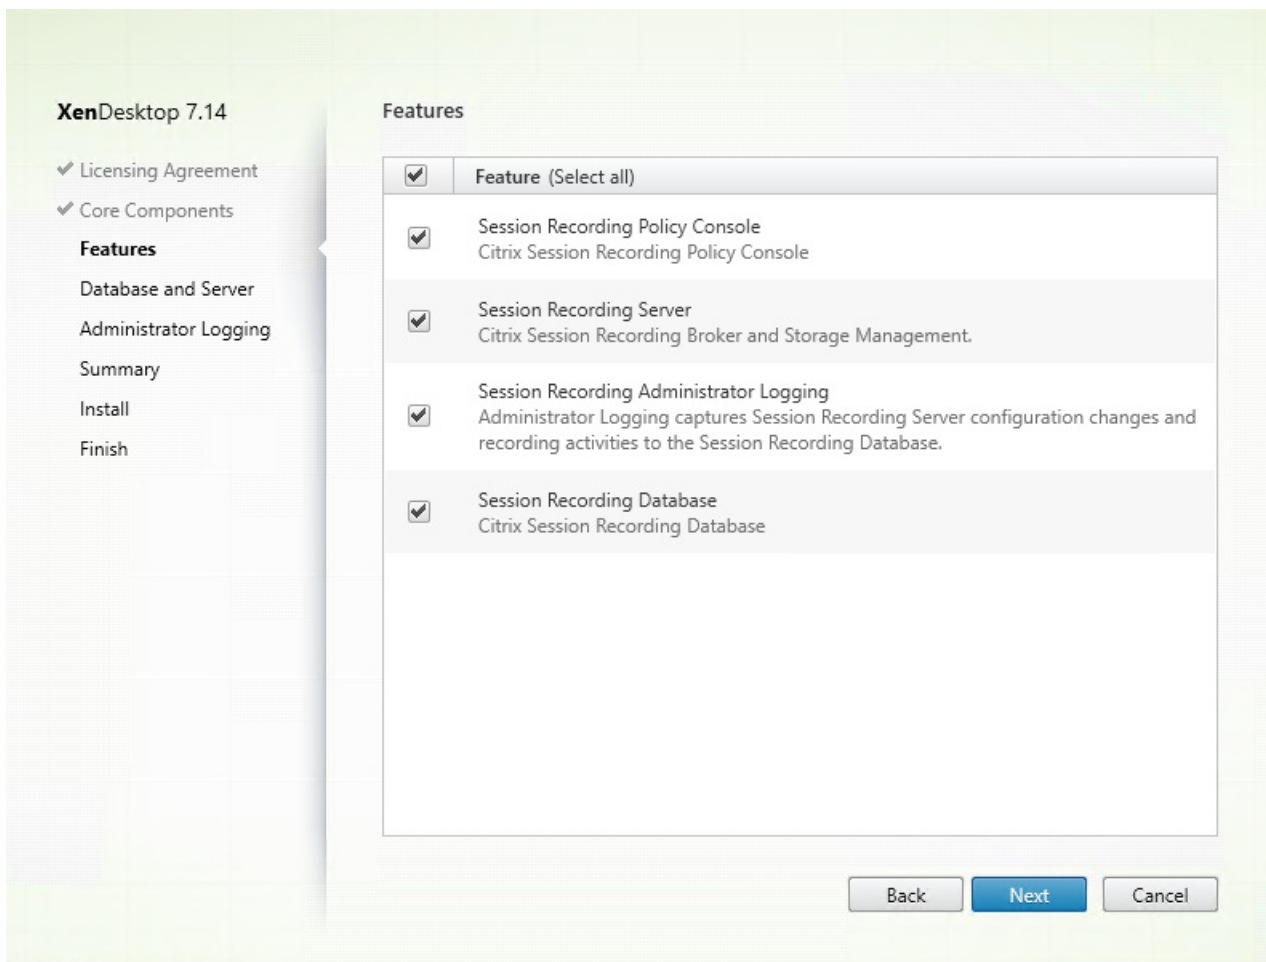 XenDesktop 7.14
Licensing Agreement
Core Components
Features
Database and Server
Administrator Logging
Summary
Install
Finish
Features
Feature (Select all)
Session Recording Policy Console
Citrix Session Recording Policy Console
Session Recording Server
Citrix Session Recording Broker and Storage Management.
Session Recording Administrator Logging
Administrator Logging captures Session Recording Server configuration changes and
recording activities to the Session Recording Database.
Session Recording Database
Citrix Session Recording Database
Back
Next
Cancel